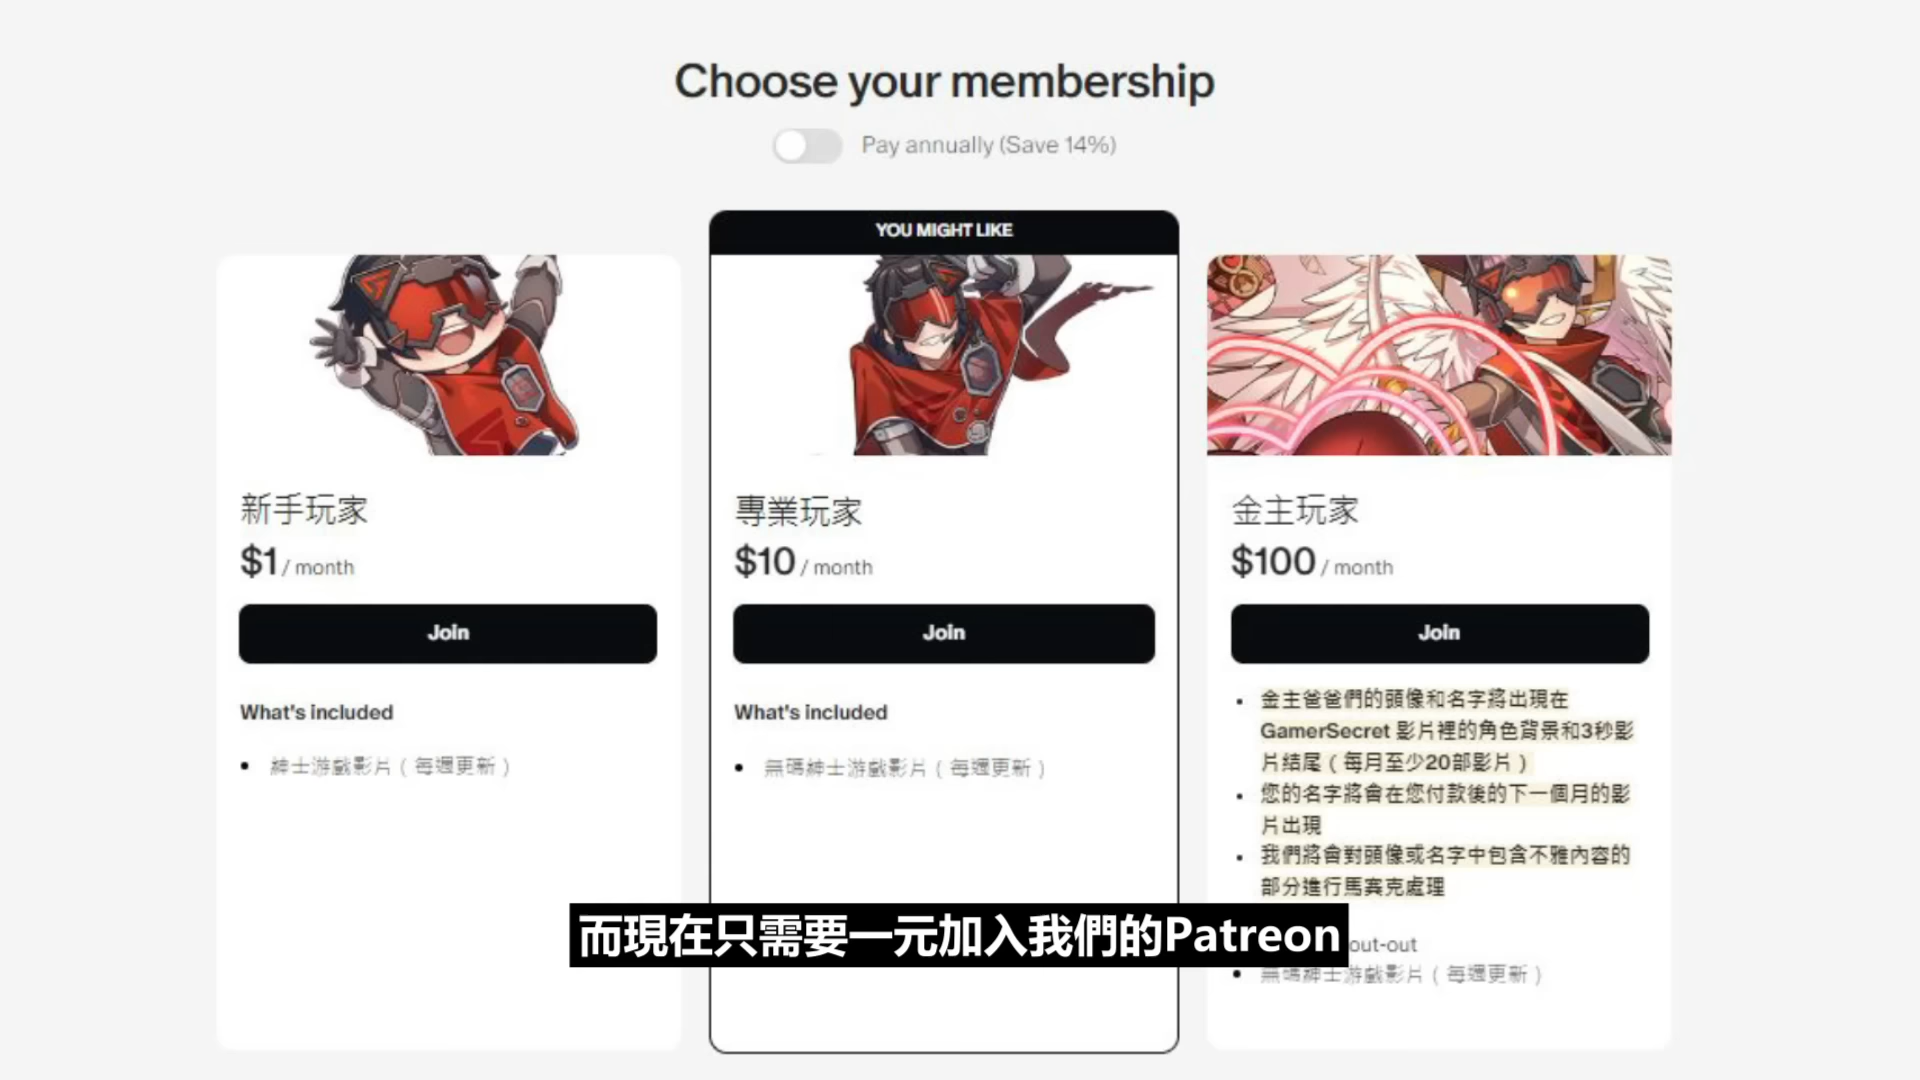 Choose your membership
Pay annually (Save 14%)
YOU MIGHT LIKE
新手玩家
$1 / month
Join
What's included
紳士游戲影片（每週更新）
專業玩家
$10 / month
Join
What's included
無碼紳士游戲影片（每週更新）
金主玩家
$100 / month
Join
金主爸爸們的頭像和名字將出現在
GamerSecret 影片裡的角色背景和3秒影
片結尾（每月至少20部影片）
您的名字將會在您付款後的下一個月的影
片出現
我們將會對頭像或名字中包含不雅內容的
部分進行馬賽克處理
out-out
無碼紳士游戲影片（每週更新）
而現在只需要一元加入我們的Patreon